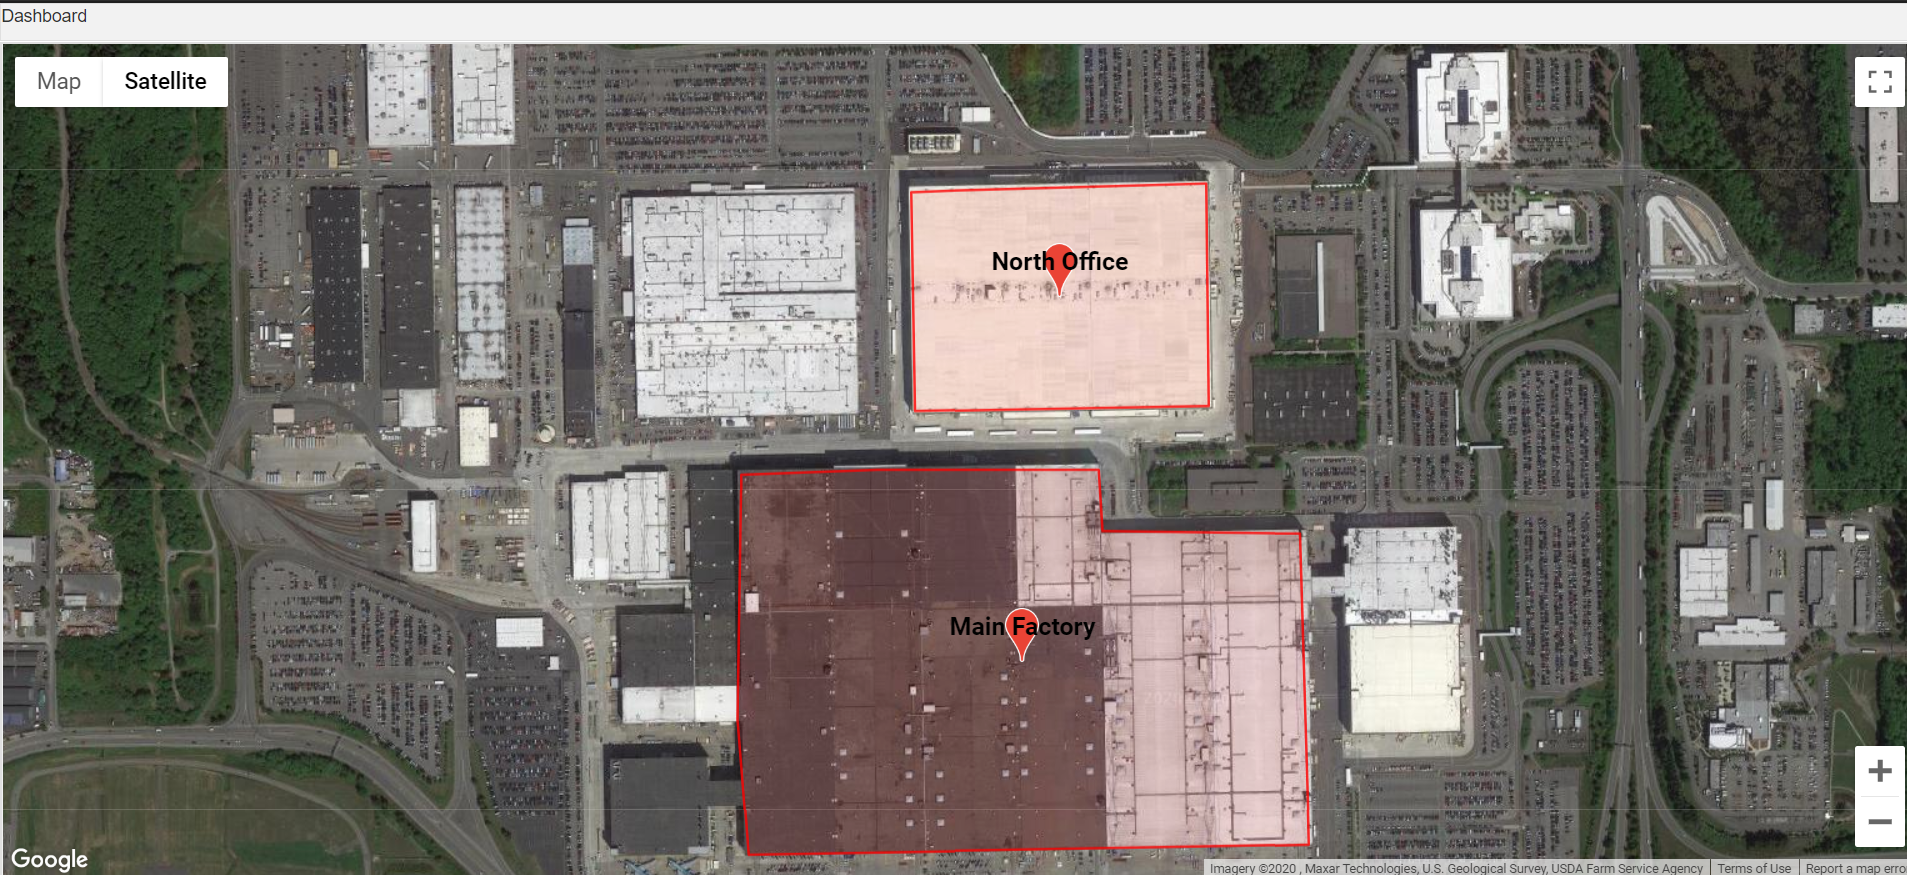 Dashboard
Map Satellite
North Office
Main Factory
Google
Imagery ©2020 , Maxar Technologies, U.S. Geological Survey, USDA Farm Service Agency
Terms of Use
Report a map erro